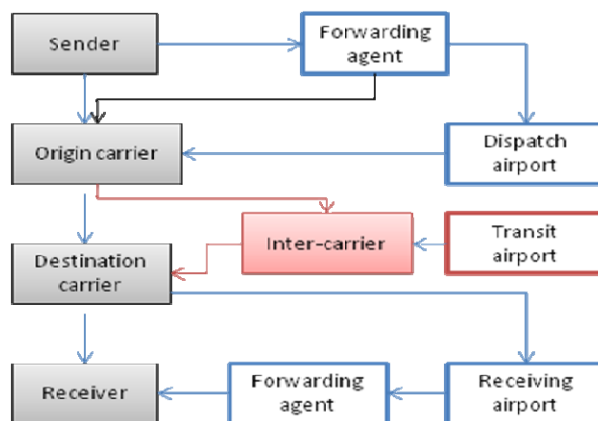 Sender
Forwarding
agent
Origin carrier
Dispatch
airport
Inter-carrier
Transit
airport
Destination
carrier
Receiver
Forwarding
agent
Receiving
airport